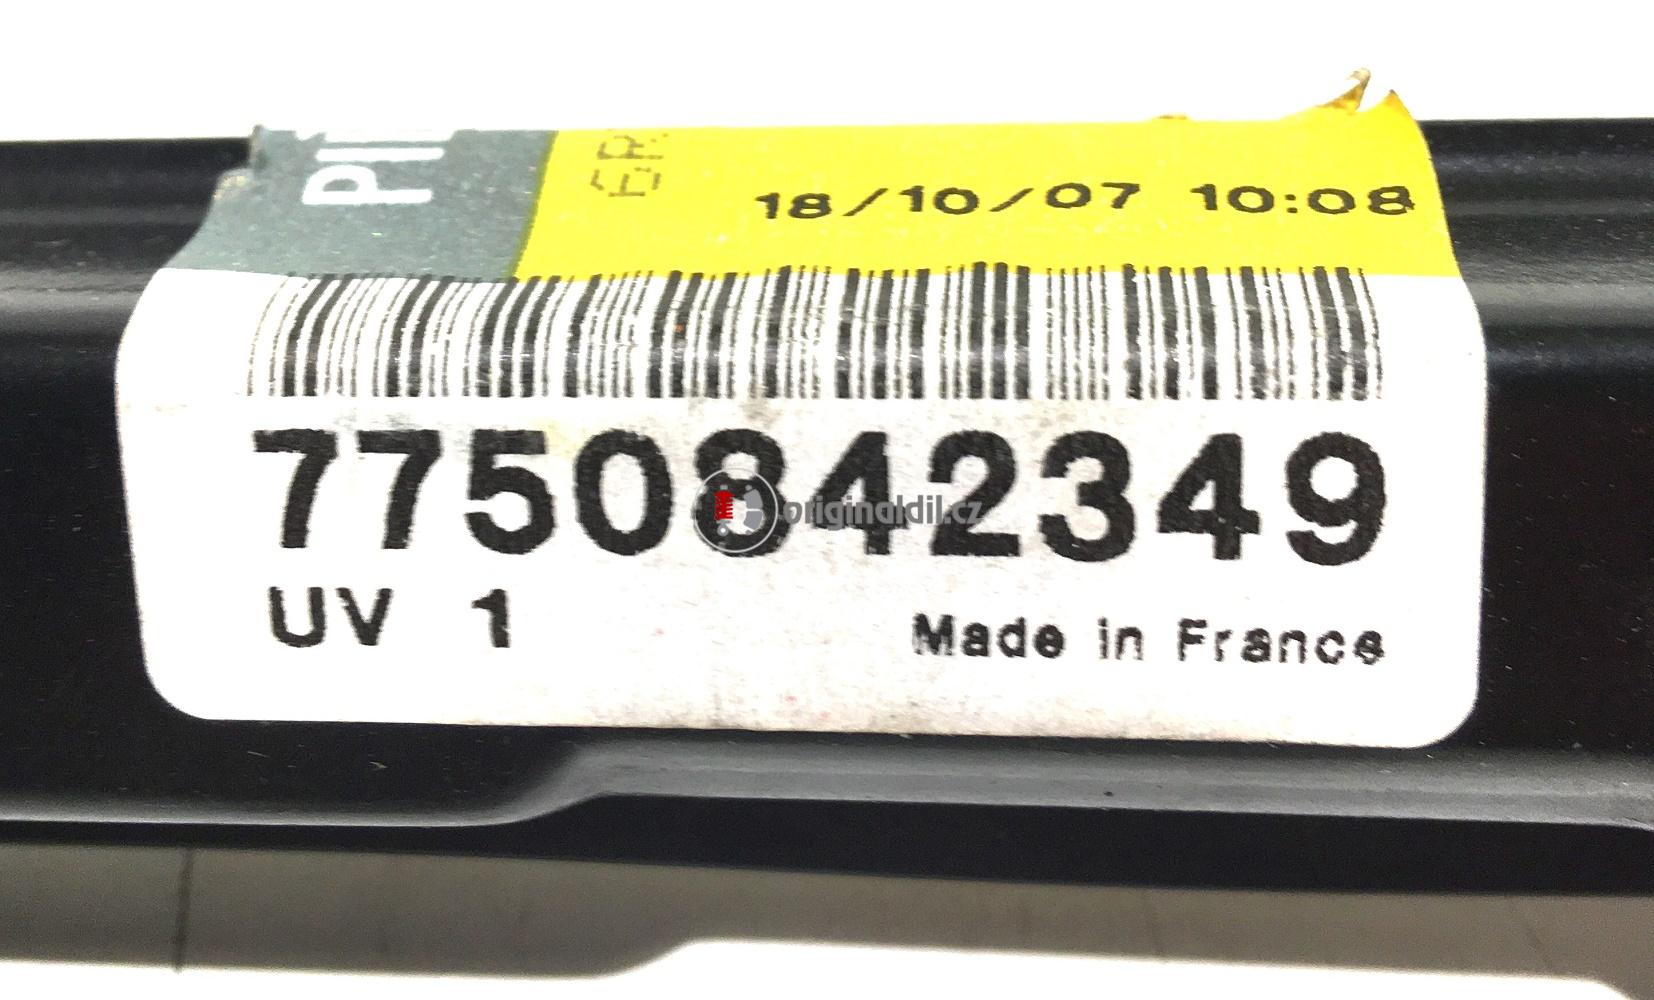 18/10/07 10:08
7750842349
originaldil.cz
UV 1
Made in France